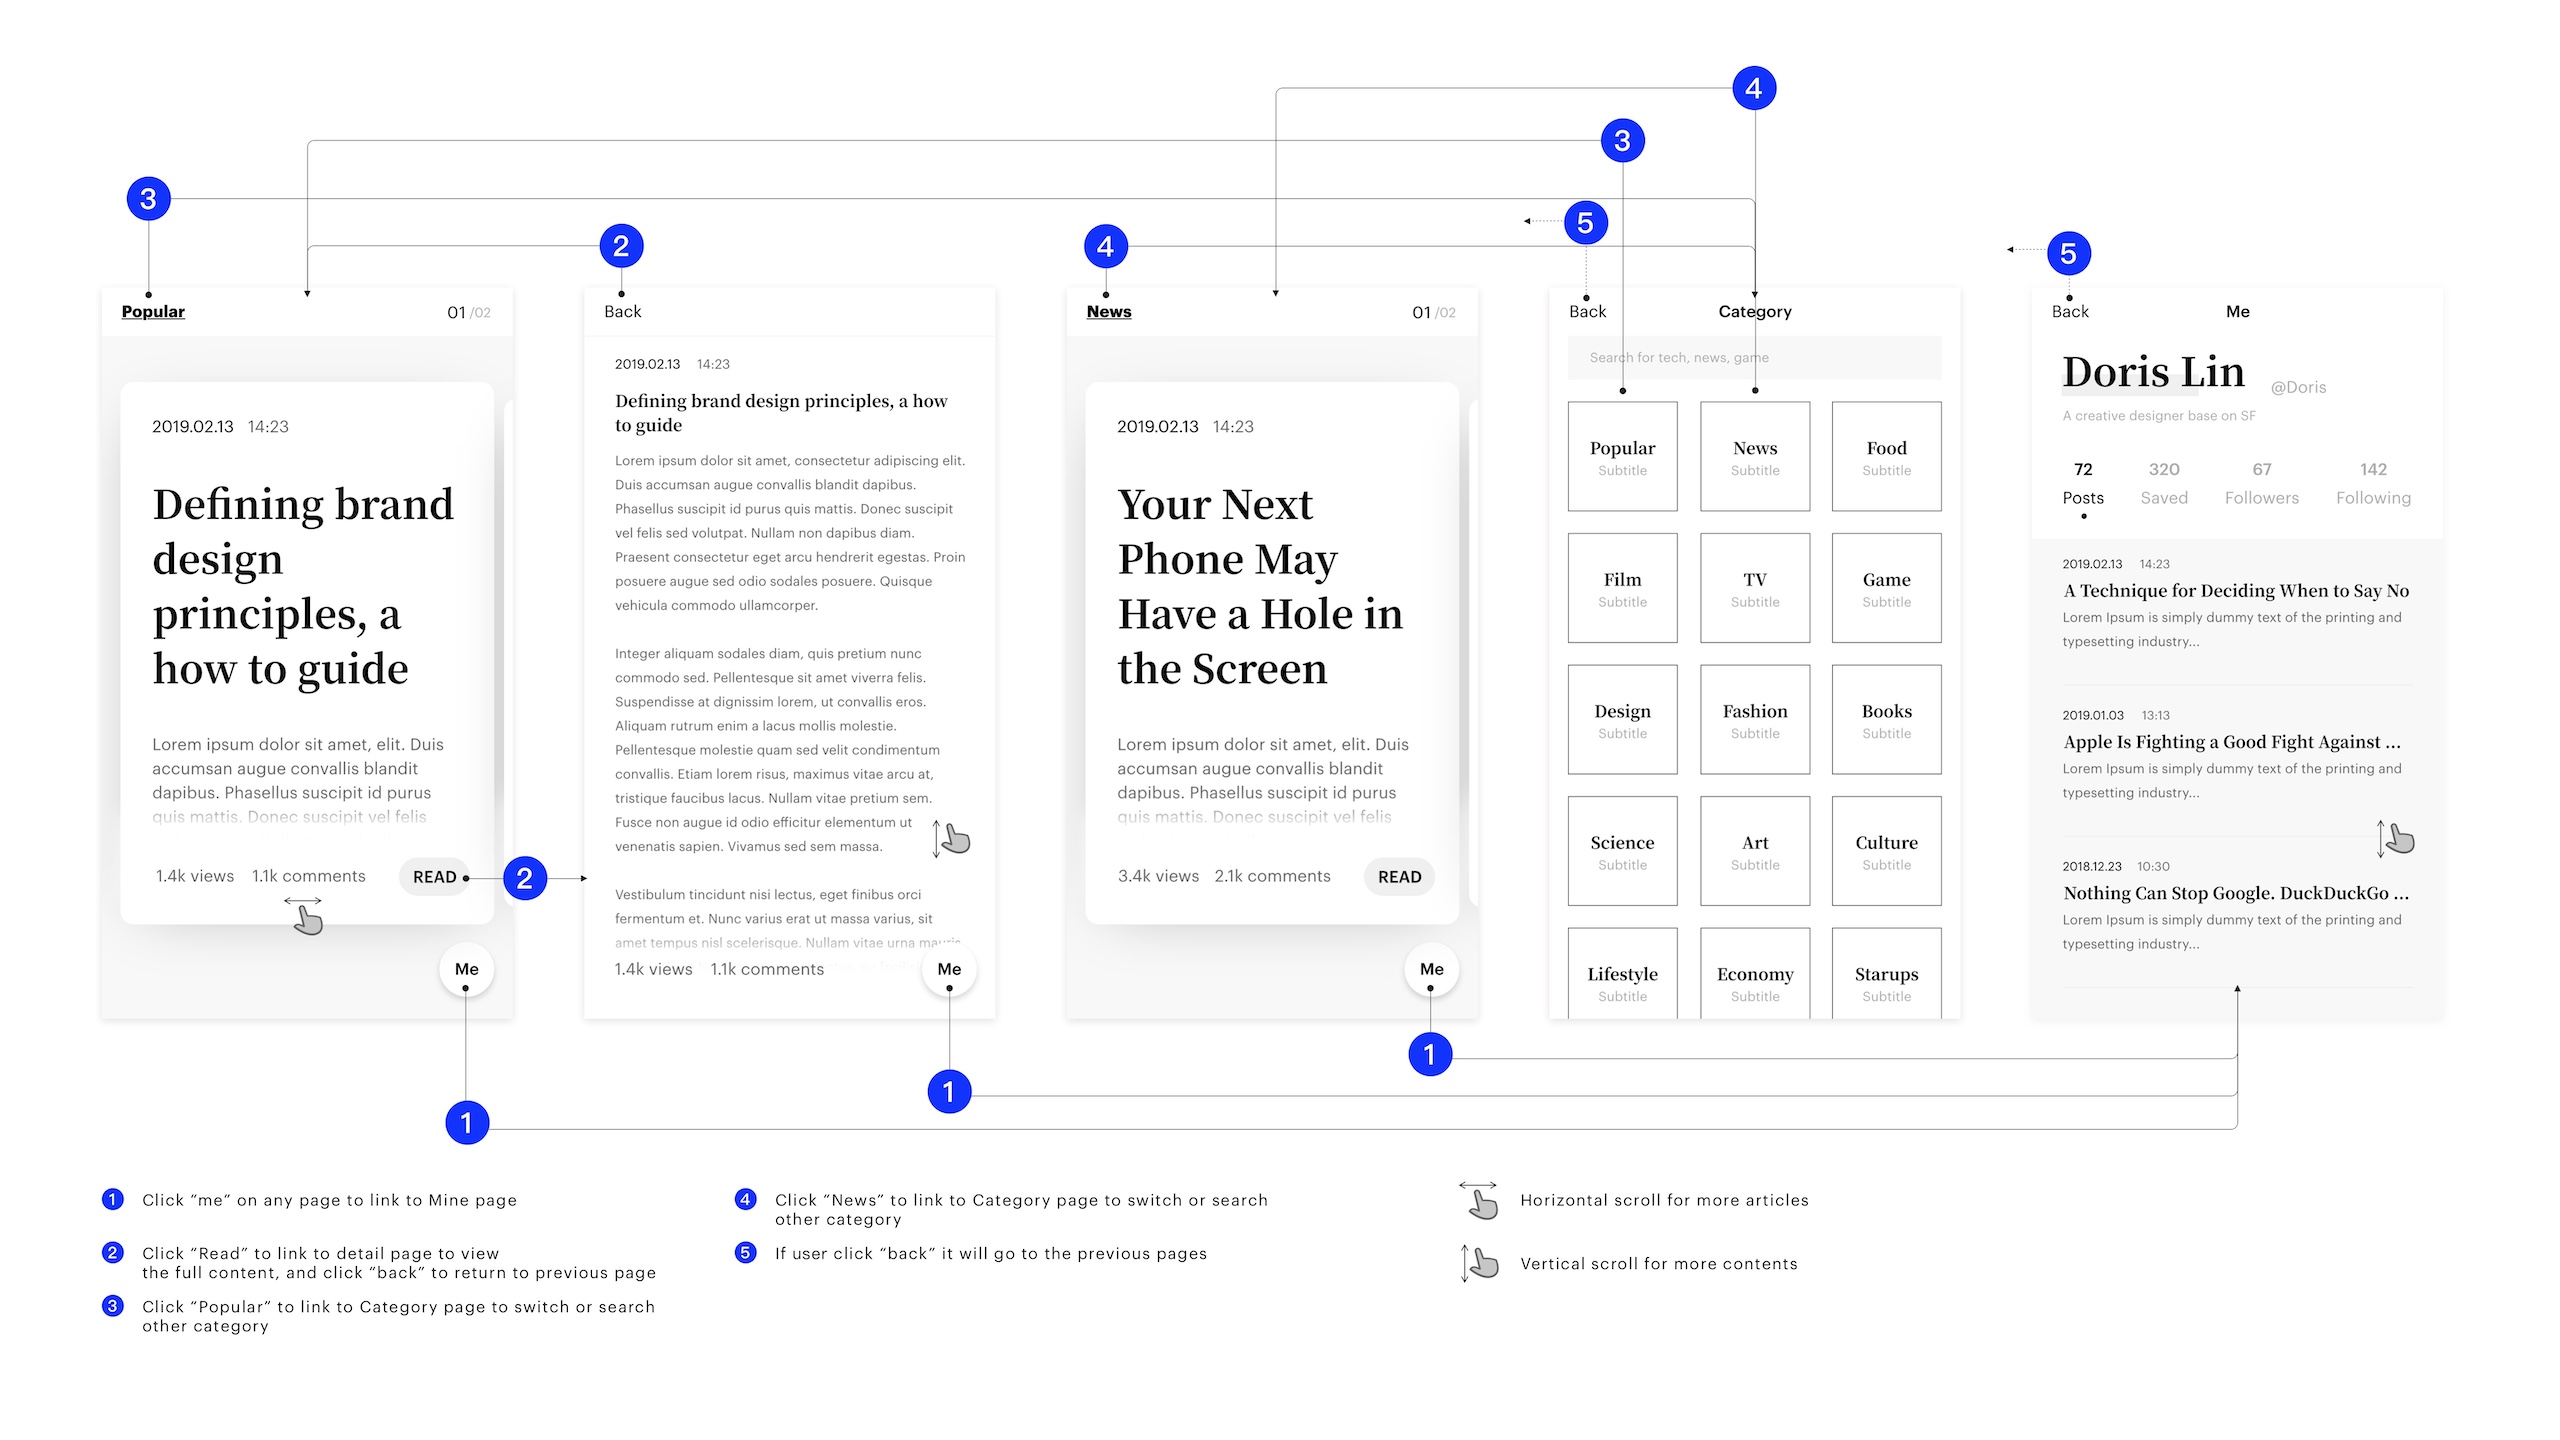 4
3
3
5
2
4
5
Popular
01 /02
2019.02.13 14:23
Defining brand
design
principles, a
how to guide
Lorem ipsum dolor sit amet, elit. Duis
accumsan augue convallis blandit
dapibus. Phasellus suscipit id purus
quis mattis. Donec suscipit vel felis
1.4k views 1.1k comments READ
2
Me
1
Back
2019.02.13 14:23
Defining brand design principles, a how
to guide
Lorem ipsum dolor sit amet, consectetur adipiscing elit.
Duis accumsan augue convallis blandit dapibus.
Phasellus suscipit id purus quis mattis. Donec suscipit
vel felis sed volutpat. Nullam non dapibus diam.
Praesent consectetur eget arcu hendrerit egestas. Proin
posuere augue sed odio sodales posuere. Quisque
vehicula commodo ullamcorper.
Integer aliquam sodales diam, quis pretium nunc
commodo sed. Pellentesque sit amet viverra felis.
Suspendisse at dignissim lorem, ut convallis eros.
Aliquam rutrum enim a lacus mollis molestie.
Pellentesque molestie quam sed velit condimentum
convallis. Etiam lorem risus, maximus vitae arcu at,
tristique faucibus lacus. Nullam vitae pretium sem.
Fusce non augue id odio efficitur elementum ut
venenatis sapien. Vivamus sed sem massa.
Vestibulum tincidunt nisi lectus, eget finibus orci
fermentum et. Nunc varius erat ut massa varius, sit
amet tempus nisl scelerisque. Nullam vitae urna mauris
1.4k views 1.1k comments
Me
1
News
01 /02
2019.02.13 14:23
Your Next
Phone May
Have a Hole in
the Screen
Lorem ipsum dolor sit amet, elit. Duis
accumsan augue convallis blandit
dapibus. Phasellus suscipit id purus
quis mattis. Donec suscipit vel felis
3.4k views 2.1k comments READ
Me
1
Back Category
Search for tech, news, game
Popular News Food
Subtitle Subtitle Subtitle
Film TV Game
Subtitle Subtitle Subtitle
Design Fashion Books
Subtitle Subtitle Subtitle
Science Art Culture
Subtitle Subtitle Subtitle
Lifestyle Economy Starups
Subtitle Subtitle Subtitle
Back Me
Doris Lin @Doris
A creative designer base on SF
72 320 67 142
Posts Saved Followers Following
2019.02.13 14:23
A Technique for Deciding When to Say No
Lorem Ipsum is simply dummy text of the printing and
typesetting industry...
2019.01.03 13:13
Apple Is Fighting a Good Fight Against ...
Lorem Ipsum is simply dummy text of the printing and
typesetting industry...
2018.12.23 10:30
Nothing Can Stop Google. DuckDuckGo ...
Lorem Ipsum is simply dummy text of the printing and
typesetting industry...
1 Click “me” on any page to link to Mine page
2 Click “Read” to link to detail page to view
the full content, and click “back” to return to previous page
3 Click “Popular” to link to Category page to switch or search
other category
4 Click “News” to link to Category page to switch or search
other category
5 If user click “back” it will go to the previous pages
Horizontal scroll for more articles
Vertical scroll for more contents